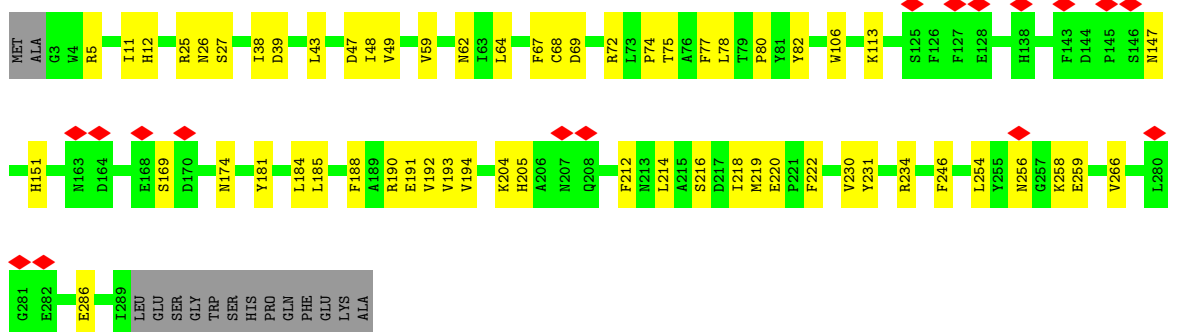 MET ALA G3 W4 R5 I11 H12 R25 N26 S27 I38 D39 L43 D47 I48 V49 V59 N62 I63 L64 F67 C68 D69 R72 L73 P74 T75 A76 F77 L78 T79 P80 Y81 Y82 W106 K113 S125 F126 F127 E128 H138 F143 D144 P145 S146 N147
H151 N163 D164 E168 S169 D170 N174 Y181 L184 L185 F188 A189 R190 E191 V192 V193 V194 K204 H205 A206 N207 Q208 F212 N213 L214 A215 S216 D217 I218 M219 E220 P221 F222 V230 Y231 R234 F246 L254 Y255 N256 G257 K258 E259 V266 L280
G281 E282 E286 I289 LEU GLU SER GLY TRP SER HIS PRO GLN PHE GLU LYS ALA